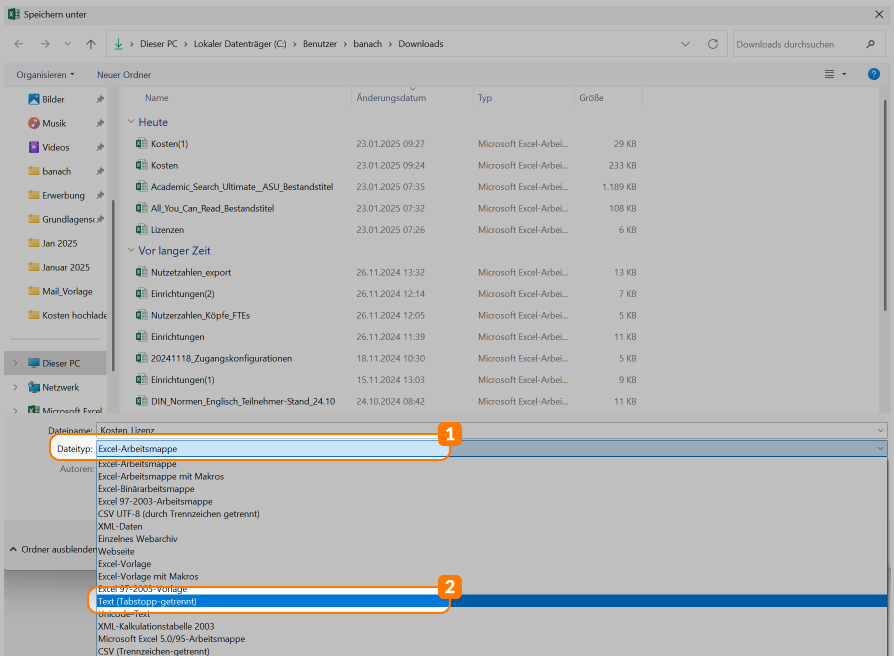 Speichern unter
Dieser PC > Lokaler Datenträger (C:) > Benutzer > banach > Downloads
Downloads durchsuchen
Organisieren
Neuer Ordner
?
Name Änderungsdatum Typ Größe
Bilder
Musik
Videos
banach
Erwerbung
Grundlagens
Jan 2025
Januar 2025
Mail_Vorlage
Kosten hochlade
Dieser PC
Netzwerk
Microsoft Excel
Heute
Kosten(1) 23.01.2025 09:27 Microsoft Excel-Arbei... 29 KB
Kosten 23.01.2025 09:24 Microsoft Excel-Arbei... 233 KB
Academic_Search_Ultimate__ASU_Bestandstitel 23.01.2025 07:35 Microsoft Excel-Arbei... 1.189 KB
All_You_Can_Read_Bestandstitel 23.01.2025 07:32 Microsoft Excel-Arbei... 108 KB
Lizenzen 23.01.2025 07:26 Microsoft Excel-Arbei... 6 KB
Vor langer Zeit
Nutzetzahlen_export 26.11.2024 13:32 Microsoft Excel-Arbei... 13 KB
Einrichtungen(2) 26.11.2024 12:14 Microsoft Excel-Arbei... 7 KB
Nutzerzahlen_Köpfe_FTEs 26.11.2024 12:05 Microsoft Excel-Arbei... 5 KB
Einrichtungen 26.11.2024 11:39 Microsoft Excel-Arbei... 11 KB
20241118_Zugangskonfigurationen 18.11.2024 10:30 Microsoft Excel-Arbei... 5 KB
Einrichtungen(1) 15.11.2024 13:03 Microsoft Excel-Arbei... 9 KB
DIN_Normen_Englisch_Teilnehmer-Stand_24.10 24.10.2024 08:42 Microsoft Excel-Arbei... 11 KB
Dateiname: Kosten_Lizenz
1
Dateityp: Excel-Arbeitsmappe
Autoren:
Excel-Arbeitsmappe
Excel-Arbeitsmappe mit Makros
Excel-Binärarbeitsmappe
Excel 97-2003-Arbeitsmappe
CSV UTF-8 (durch Trennzeichen getrennt)
XML-Daten
Einzelnes Webarchiv
Ordner ausblenden
Webseite
Excel-Vorlage
Excel-Vorlage mit Makros
Excel 97-2003-Vorlage
2
Text (Tabstopp-getrennt)
Unicode-Text
XML-Kalkulationstabelle 2003
Microsoft Excel 5.0/95-Arbeitsmappe
CSV (Trennzeichen-getrennt)